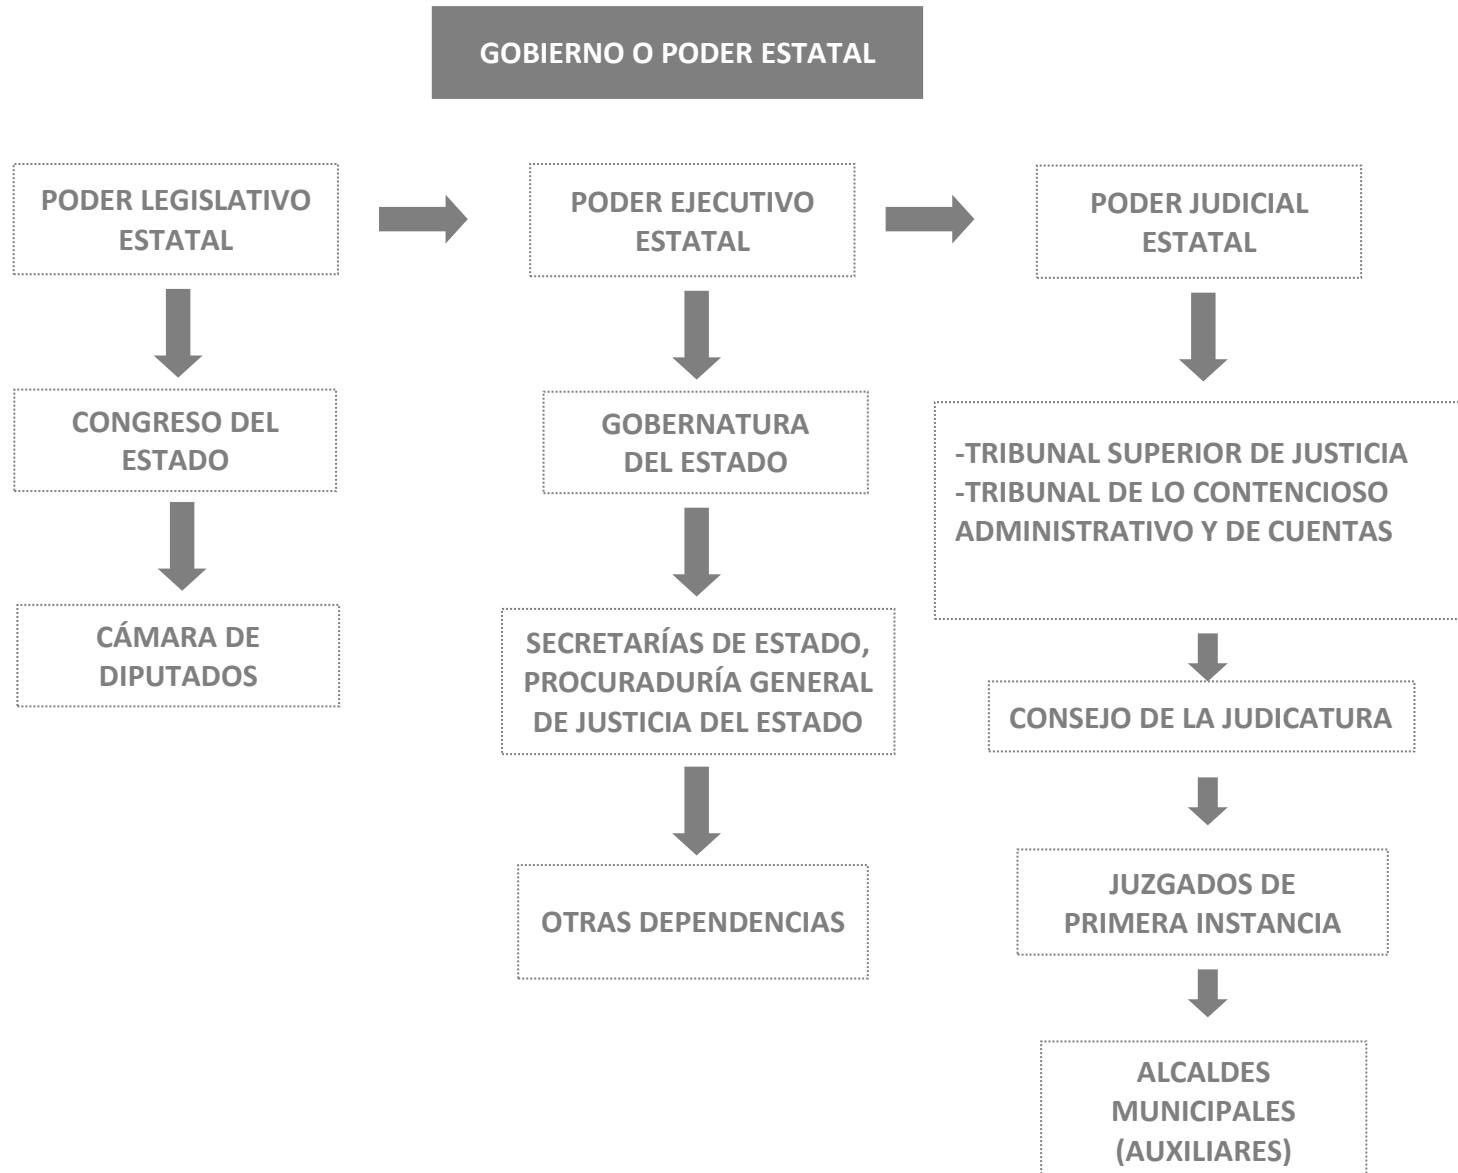 GOBIERNO O PODER ESTATAL
PODER LEGISLATIVO
ESTATAL
PODER EJECUTIVO
ESTATAL
PODER JUDICIAL
ESTATAL
CONGRESO DEL
ESTADO
GOBERNATURA
DEL ESTADO
-TRIBUNAL SUPERIOR DE JUSTICIA
-TRIBUNAL DE LO CONTENCIOSO
ADMINISTRATIVO Y DE CUENTAS
CÁMARA DE
DIPUTADOS
SECRETARÍAS DE ESTADO,
PROCURADURÍA GENERAL
DE JUSTICIA DEL ESTADO
CONSEJO DE LA JUDICATURA
OTRAS DEPENDENCIAS
JUZGADOS DE
PRIMERA INSTANCIA
ALCALDES
MUNICIPALES
(AUXILIARES)